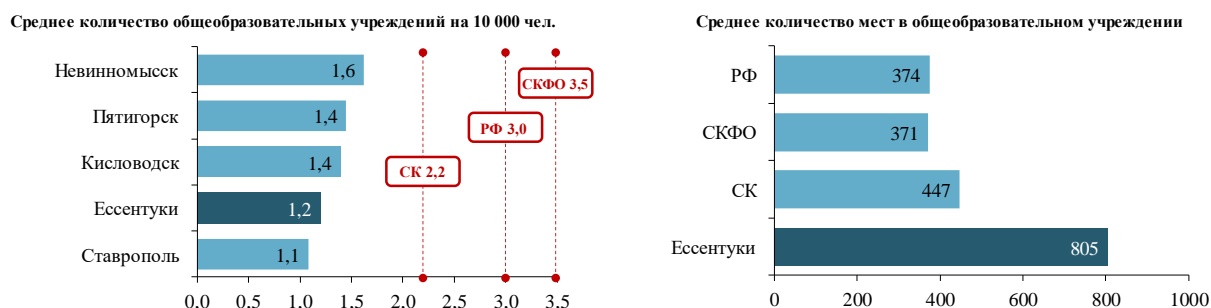 Среднее количество общеобразовательных учреждений на 10 000 чел.
Невинномысск
1,6
Пятигорск
1,4
Кисловодск
1,4
Ессентуки
1,2
Ставрополь
1,1
СКФО 3,5
РФ 3,0
СК 2,2
0,0 0,5 1,0 1,5 2,0 2,5 3,0 3,5
Среднее количество мест в общеобразовательном учреждении
РФ
374
СКФО
371
СК
447
Ессентуки
805
0 200 400 600 800 1000